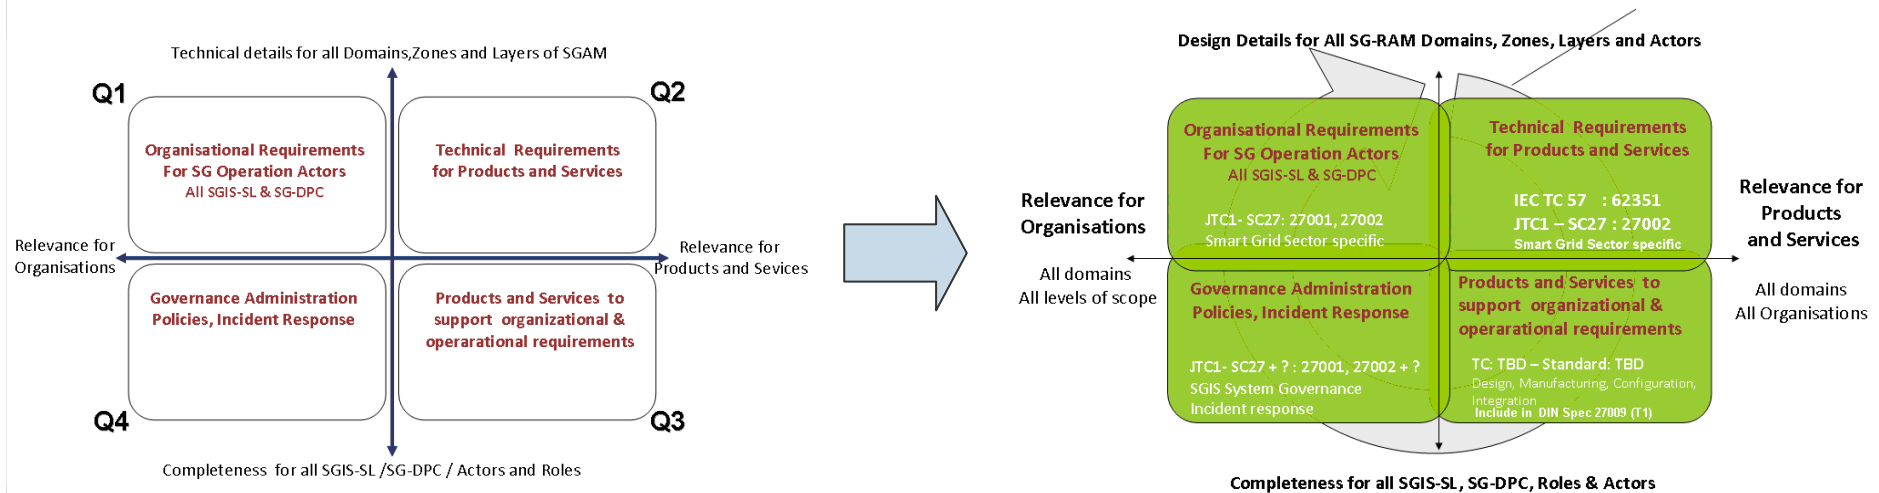 Technical details for all Domains,Zones and Layers of SGAM
Q1
Q2
Organisational Requirements
For SG Operation Actors
All SGIS-SL & SG-DPC
Technical Requirements
for Products and Services
Relevance for
Organisations
Relevance for
Products and Sevices
Governance Administration
Policies, Incident Response
Products and Services to
support organizational &
operarational requirements
Q4
Q3
Completeness for all SGIS-SL /SG-DPC / Actors and Roles
Design Details for All SG-RAM Domains, Zones, Layers and Actors
Organisational Requirements
For SG Operation Actors
All SGIS-SL & SG-DPC
JTC1- SC27: 27001, 27002
Smart Grid Sector specific
Technical Requirements
for Products and Services
IEC TC 57 : 62351
JTC1 – SC27 : 27002
Smart Grid Sector specific
Relevance for
Organisations
All domains
All levels of scope
Relevance for
Products
and Services
All domains
All Organisations
Governance Administration
Policies, Incident Response
JTC1- SC27 + ? : 27001, 27002 + ?
SGIS System Governance
Incident response
Products and Services to
support organizational &
operarational requirements
TC: TBD – Standard: TBD
Design, Manufacturing, Configuration,
Integration
Include in DIN Spec 27009 (T1)
Completeness for all SGIS-SL, SG-DPC, Roles & Actors